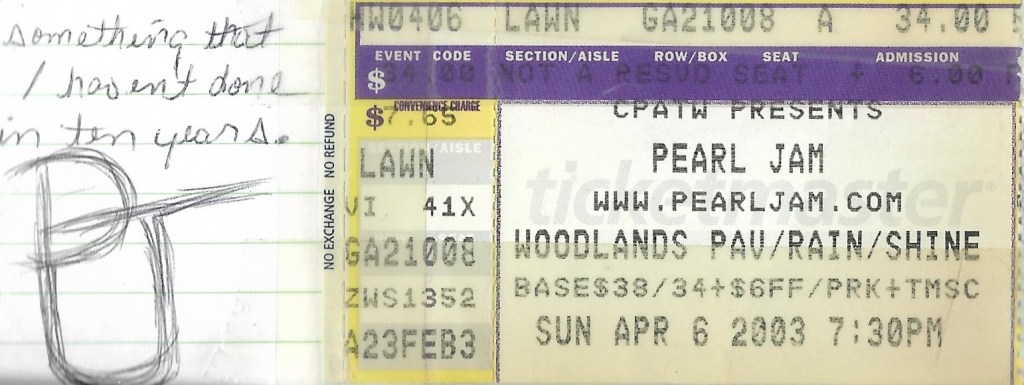 something that
I haven't done
in ten years.
PJ
NO EXCHANGE NO REFUND
HW0406 LAWN GA21008 A 34.00
EVENT CODE SECTION/AISLE ROW/BOX SEAT ADMISSION
$ 34.00 NOT A RESVD SEAT + 6.00
CONVENIENCE CHARGE
$ 7.65
/AISLE
LAWN
VI 41X
GA21008
ZWS1352
A23FEB3
CPATW PRESENTS
PEARL JAM
ticketmaster
WWW.PEARLJAM.COM
WOODLANDS PAV/RAIN/SHINE
BASE$38/34+$6FF/PRK+TMSC
SUN APR 6 2003 7:30PM